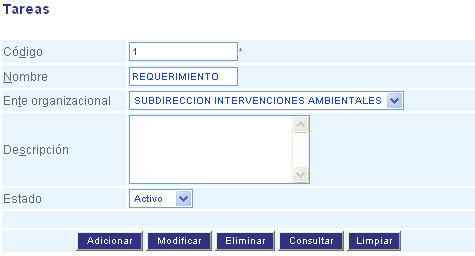 Tareas
Código 1 *
Nombre REQUERIMIENTO
Ente organizacional SUBDIRECCION INTERVENCIONES AMBIENTALES
Descripción
Estado Activo
Adicionar Modificar Eliminar Consultar Limpiar